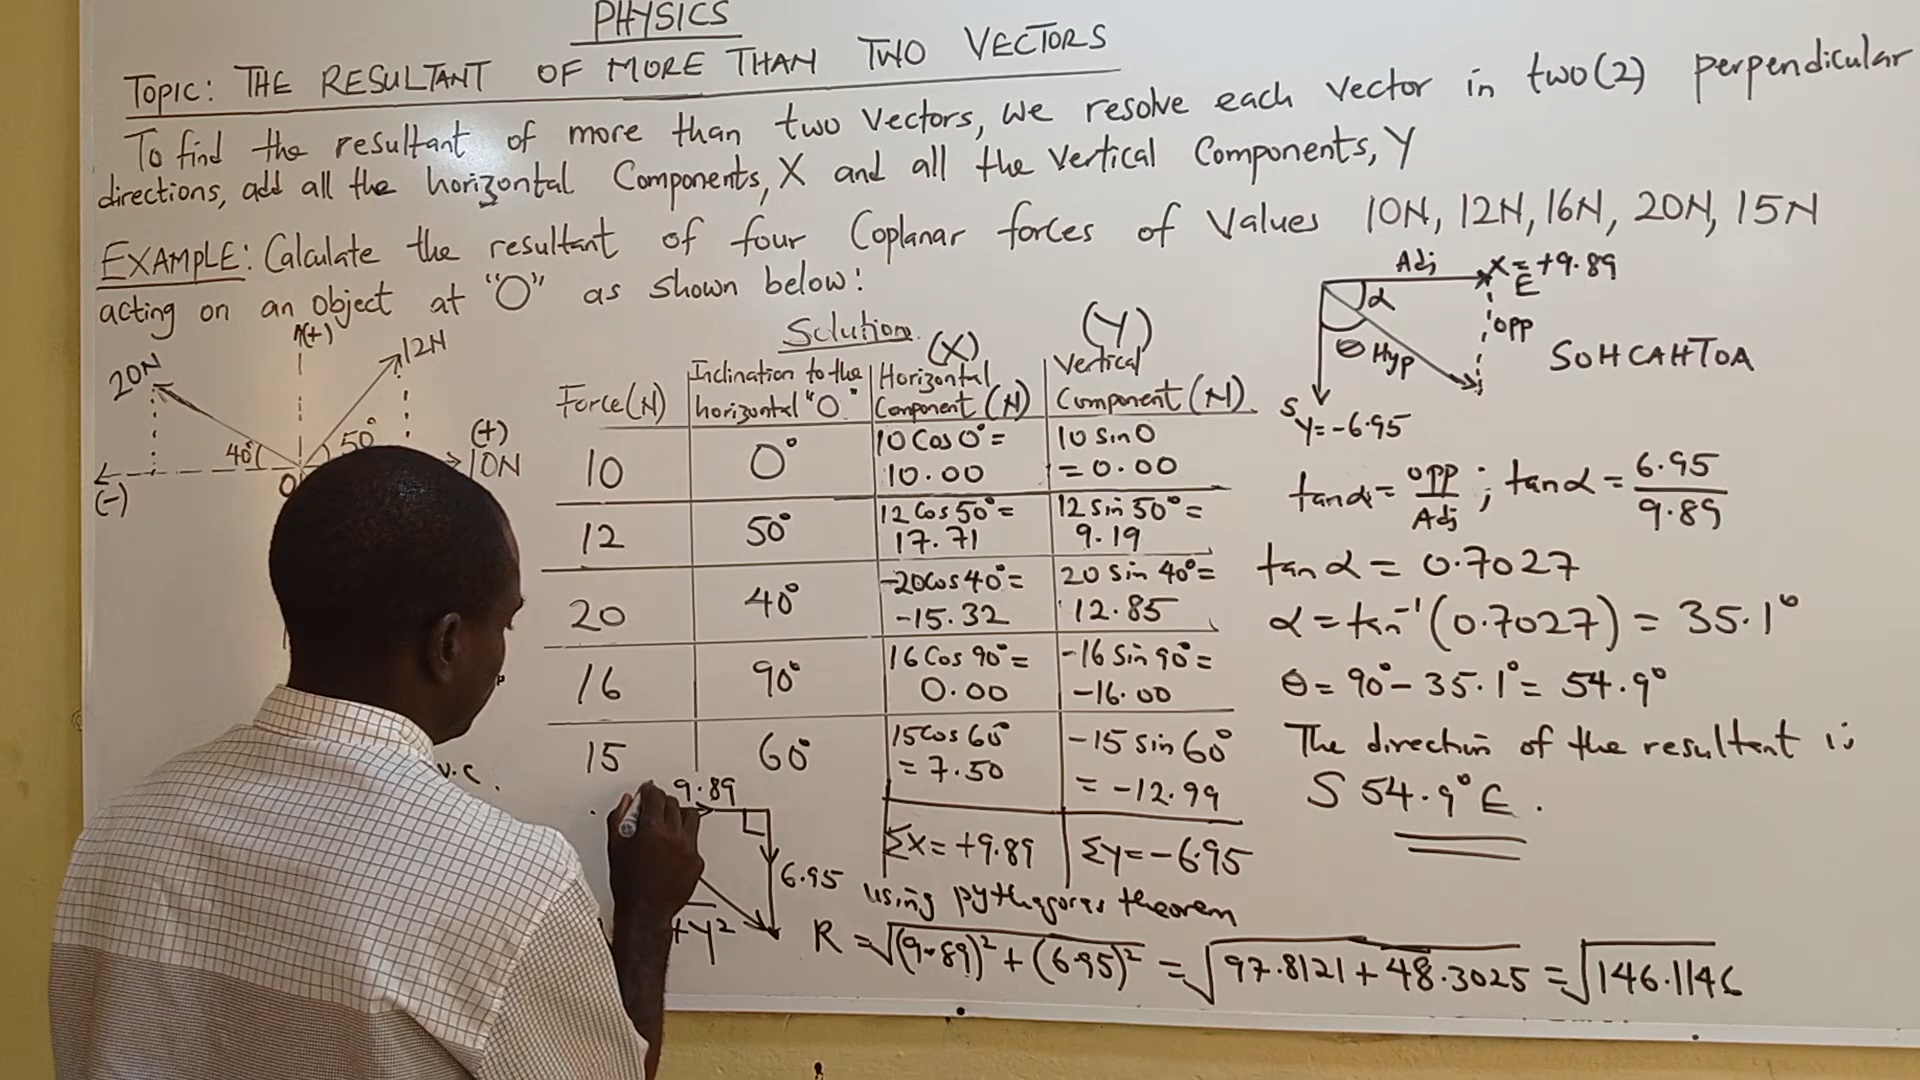 PHYSICS
TOPIC: THE RESULTANT OF MORE THAN TWO VECTORS
To find the resultant of more than two Vectors, we resolve each vector in two(2) perpendicular
directions, add all the horizontal Components, X and all the vertical Components, Y
EXAMPLE: Calculate the resultant of four Coplanar forces of Values 10N, 12N, 16N, 20N, 15N
acting on an object at "O" as shown below:
(+)
20N
12N
40°
50°
(+)
10N
(-)
O
Solution
(X)
(Y)
Force(N)
Inclination to the horizontal "O"
Horizontal Component (N)
Vertical Component (N)
10
0°
10 Cos 0° = 10.00
10 sin 0 = 0.00
12
50°
12 Cos 50° = 17.71
12 sin 50° = 9.19
20
40°
-20cos40° = -15.32
20 sin 40° = 12.85
16
90°
16 Cos 90° = 0.00
-16 Sin 90° = -16.00
15
60°
15cos 60° = 7.50
-15 sin 60° = -12.99
ΣX = +9.89
Σy = -6.95
9.89
6.95
+Y²
using pythagoras theorem
R = √(9.89)² + (6.95)² = √97.8121 + 48.3025 = √146.1146
Adj
X = +9.89
E
α
opp
θ
Hyp
SOHCAHTOA
S
Y = -6.95
tanα = opp/Adj ; tanα = 6.95/9.89
tan α = 0.7027
α = tan⁻¹(0.7027) = 35.1°
θ = 90° - 35.1° = 54.9°
The direction of the resultant is
S 54.9° E.